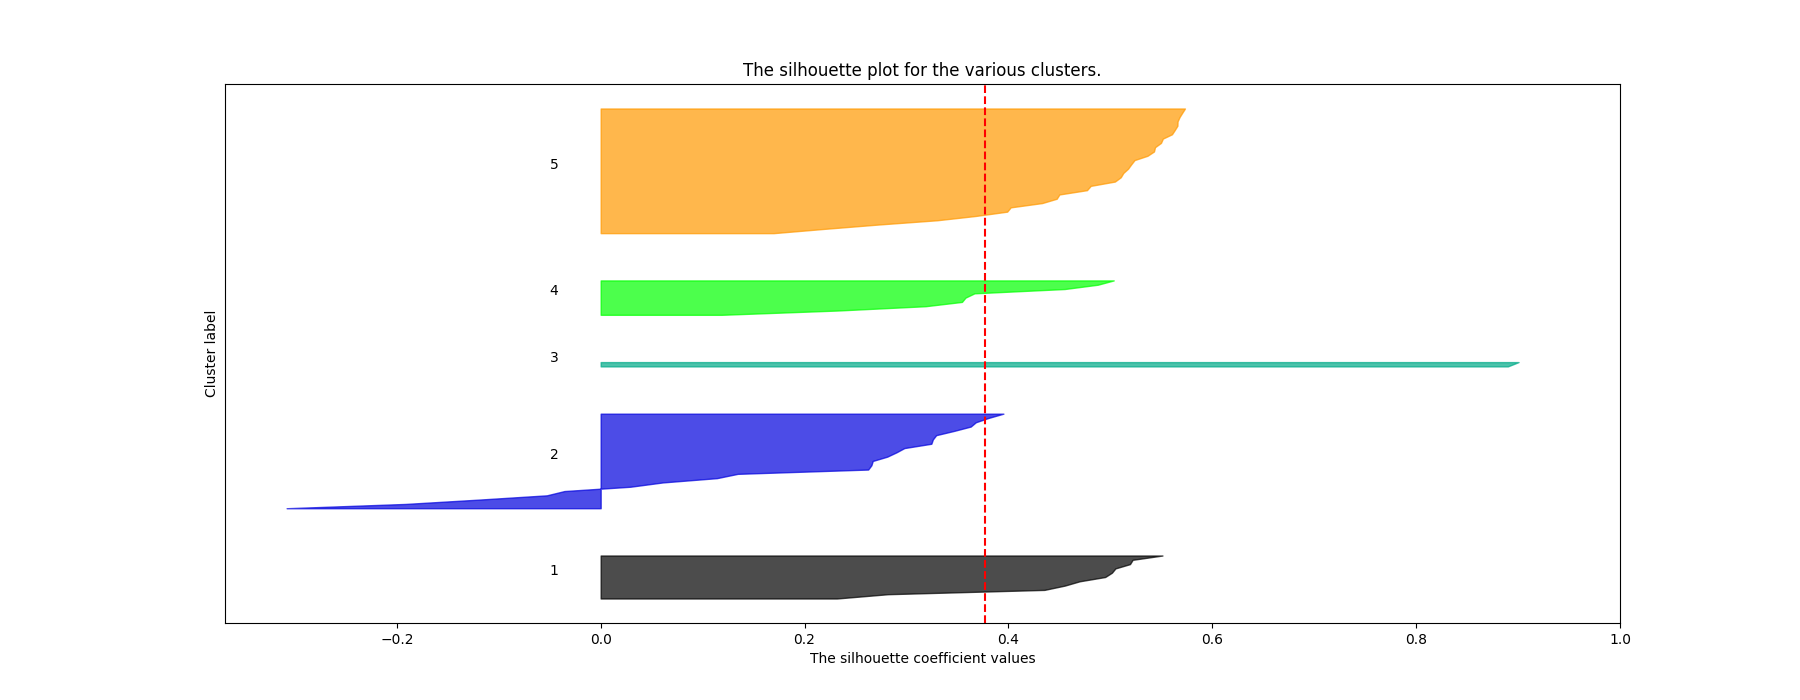 The silhouette plot for the various clusters.
5
4
3
2
1
Cluster label
−0.2 0.0 0.2 0.4 0.6 0.8 1.0
The silhouette coefficient values